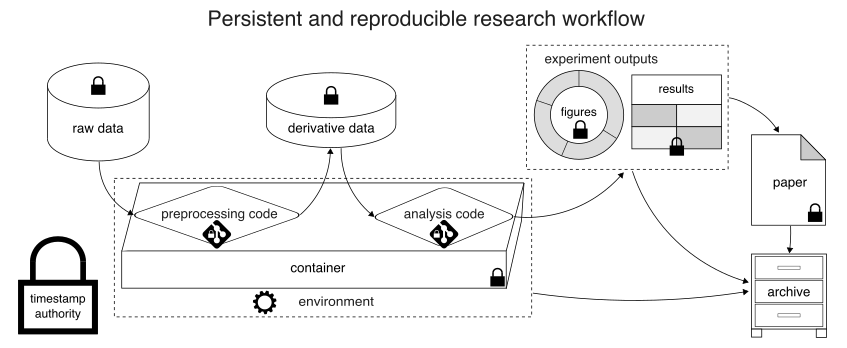 Persistent and reproducible research workflow
experiment outputs
raw data
derivative data
figures
results
preprocessing code
analysis code
paper
container
environment
timestamp
authority
archive